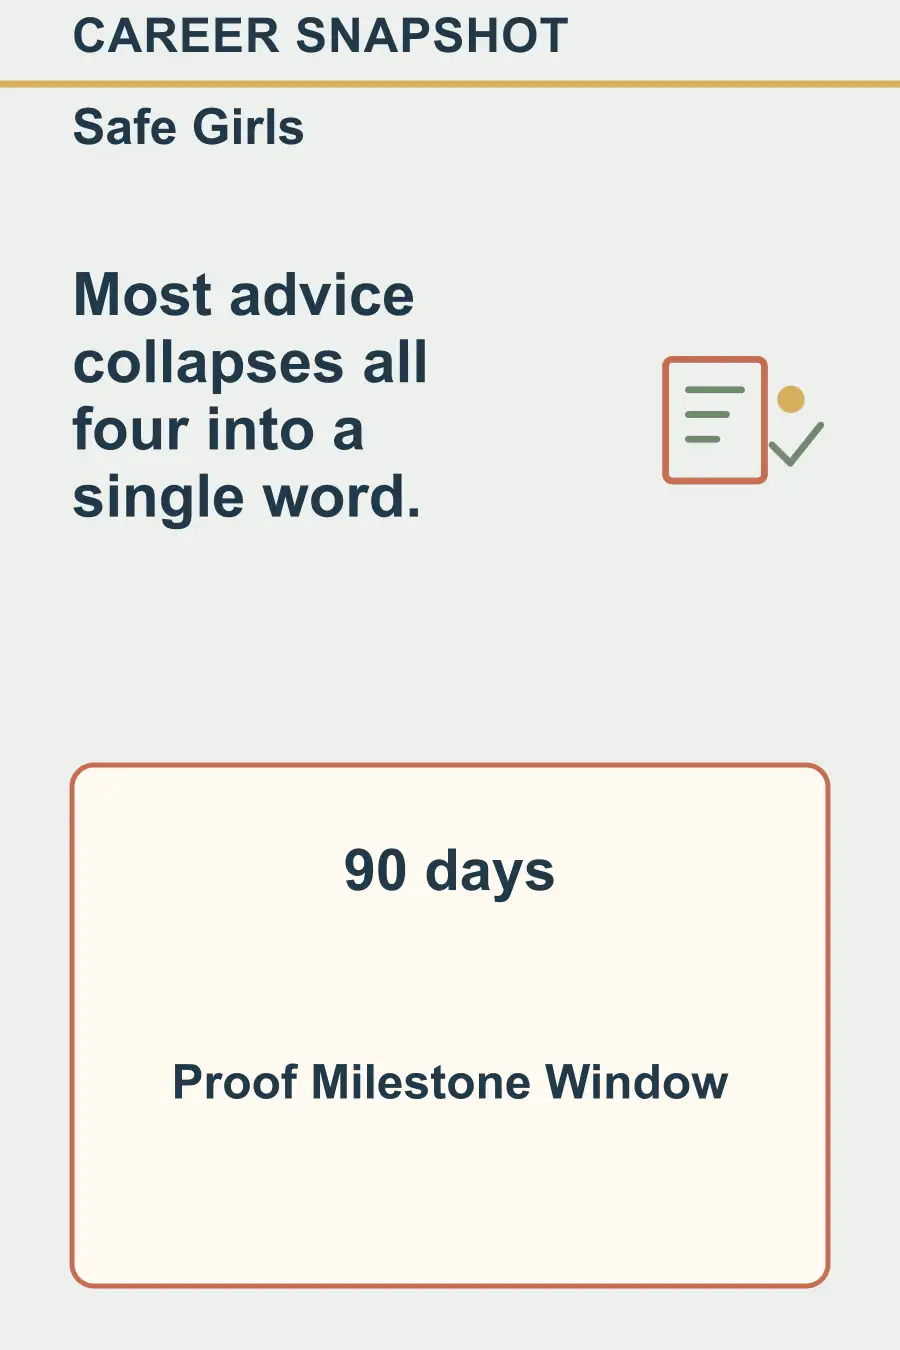 CAREER SNAPSHOT
Safe Girls
Most advice
collapses all
four into a
single word.
90 days
Proof Milestone Window